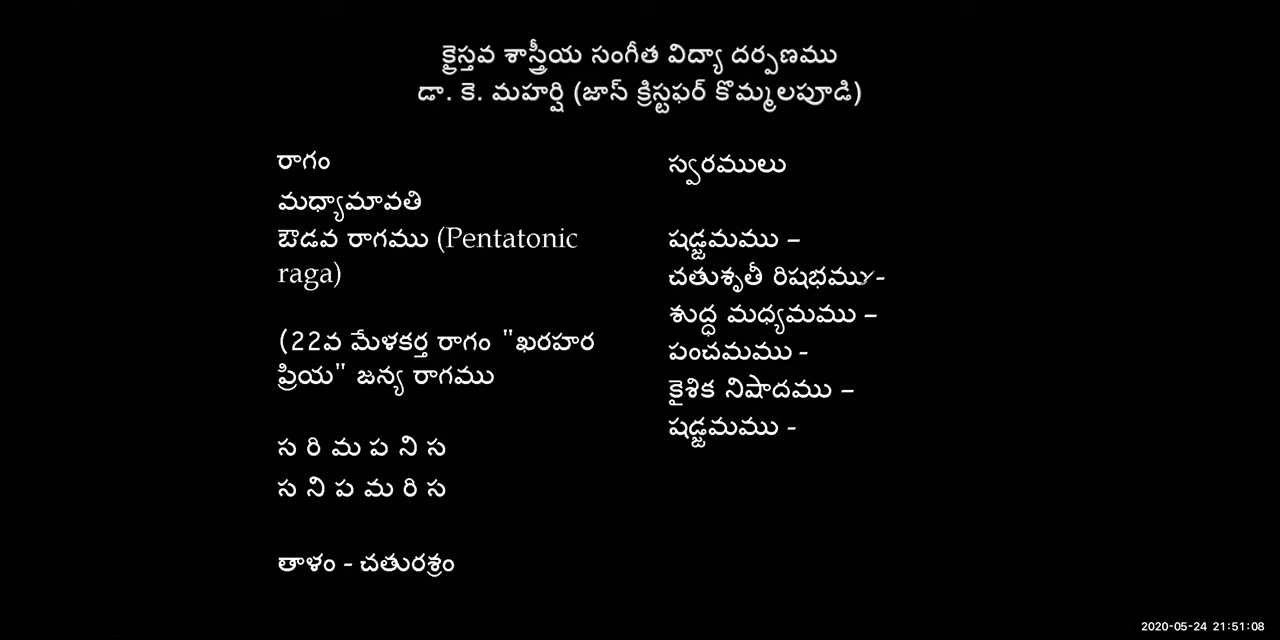 క్రైస్తవ శాస్త్రీయ సంగీత విద్యా దర్పణము
డా. కె. మహర్షి (జాస్ క్రిస్టఫర్ కొమ్మలపూడి)
రాగం
మధ్యామావతి
ఔడవ రాగము (Pentatonic
raga)
(22వ మేళకర్త రాగం "ఖరహర
ప్రియ" జన్య రాగము
స రి మ ప ని స
స ని ప మ రి స
తాళం - చతురశ్రం
స్వరములు
షడ్జమము –
చతుశృతీ రిషభము -
శుద్ధ మధ్యమము –
పంచమము -
కైశిక నిషాదము –
షడ్జమము -
2020-05-24 21:51:08